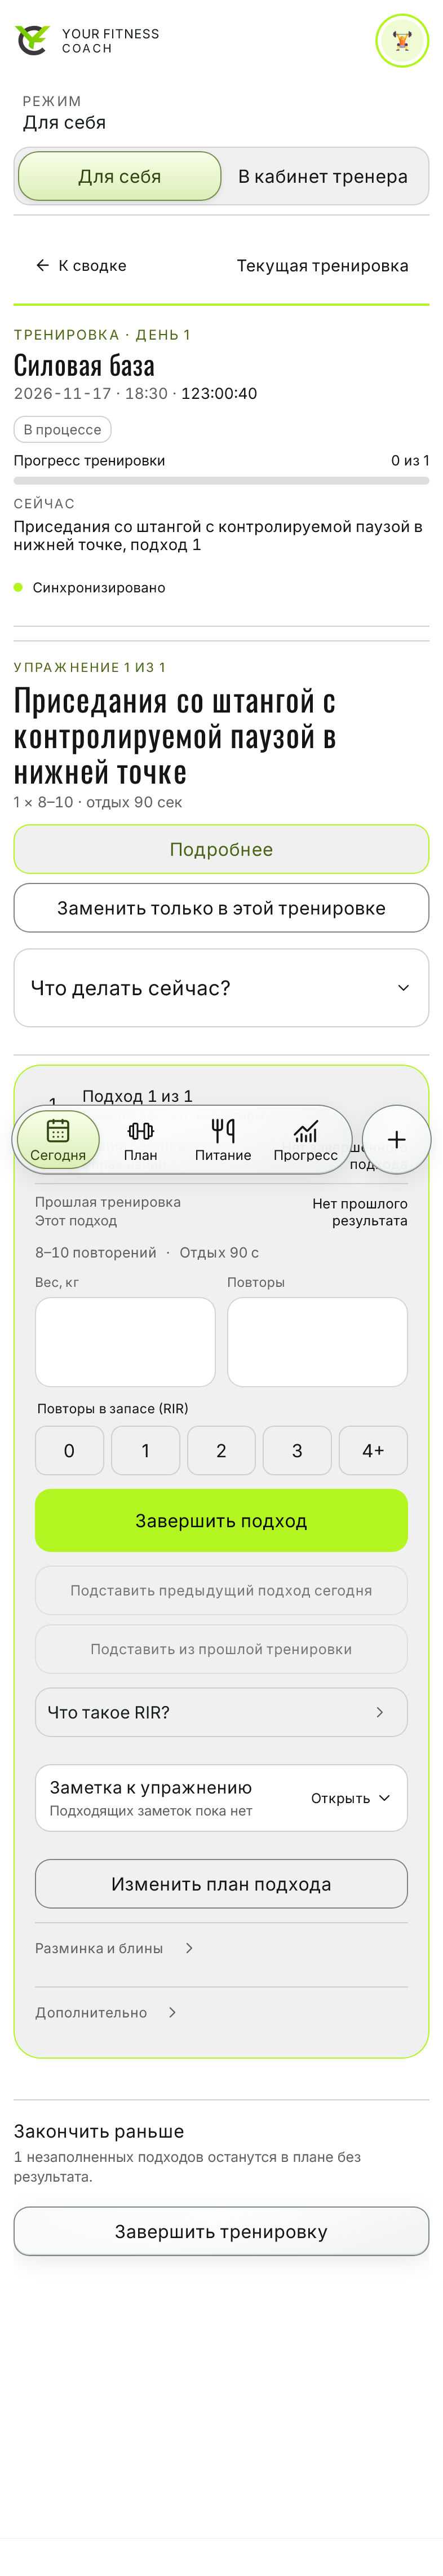 YOUR FITNESS
COACH
РЕЖИМ
Для себя
Для себя
В кабинет тренера
К сводке
Текущая тренировка
ТРЕНИРОВКА · ДЕНЬ 1
Силовая база
2026-11-17 · 18:30 · 123:00:40
В процессе
Прогресс тренировки
0 из 1
СЕЙЧАС
Приседания со штангой с контролируемой паузой в
нижней точке, подход 1
Синхронизировано
УПРАЖНЕНИЕ 1 ИЗ 1
Приседания со штангой с
контролируемой паузой в
нижней точке
1 × 8–10 · отдых 90 сек
Подробнее
Заменить только в этой тренировке
Что делать сейчас?
1
Подход 1 из 1
Сегодня
План
Питание
Прогресс
Прошлая тренировка
Этот подход
Нет прошлого
результата
8–10 повторений · Отдых 90 с
Вес, кг
Повторы
Повторы в запасе (RIR)
0
1
2
3
4+
Завершить подход
Подставить предыдущий подход сегодня
Подставить из прошлой тренировки
Что такое RIR?
Заметка к упражнению
Подходящих заметок пока нет
Открыть
Изменить план подхода
Разминка и блины
Дополнительно
Закончить раньше
1 незаполненных подходов останутся в плане без
результата.
Завершить тренировку